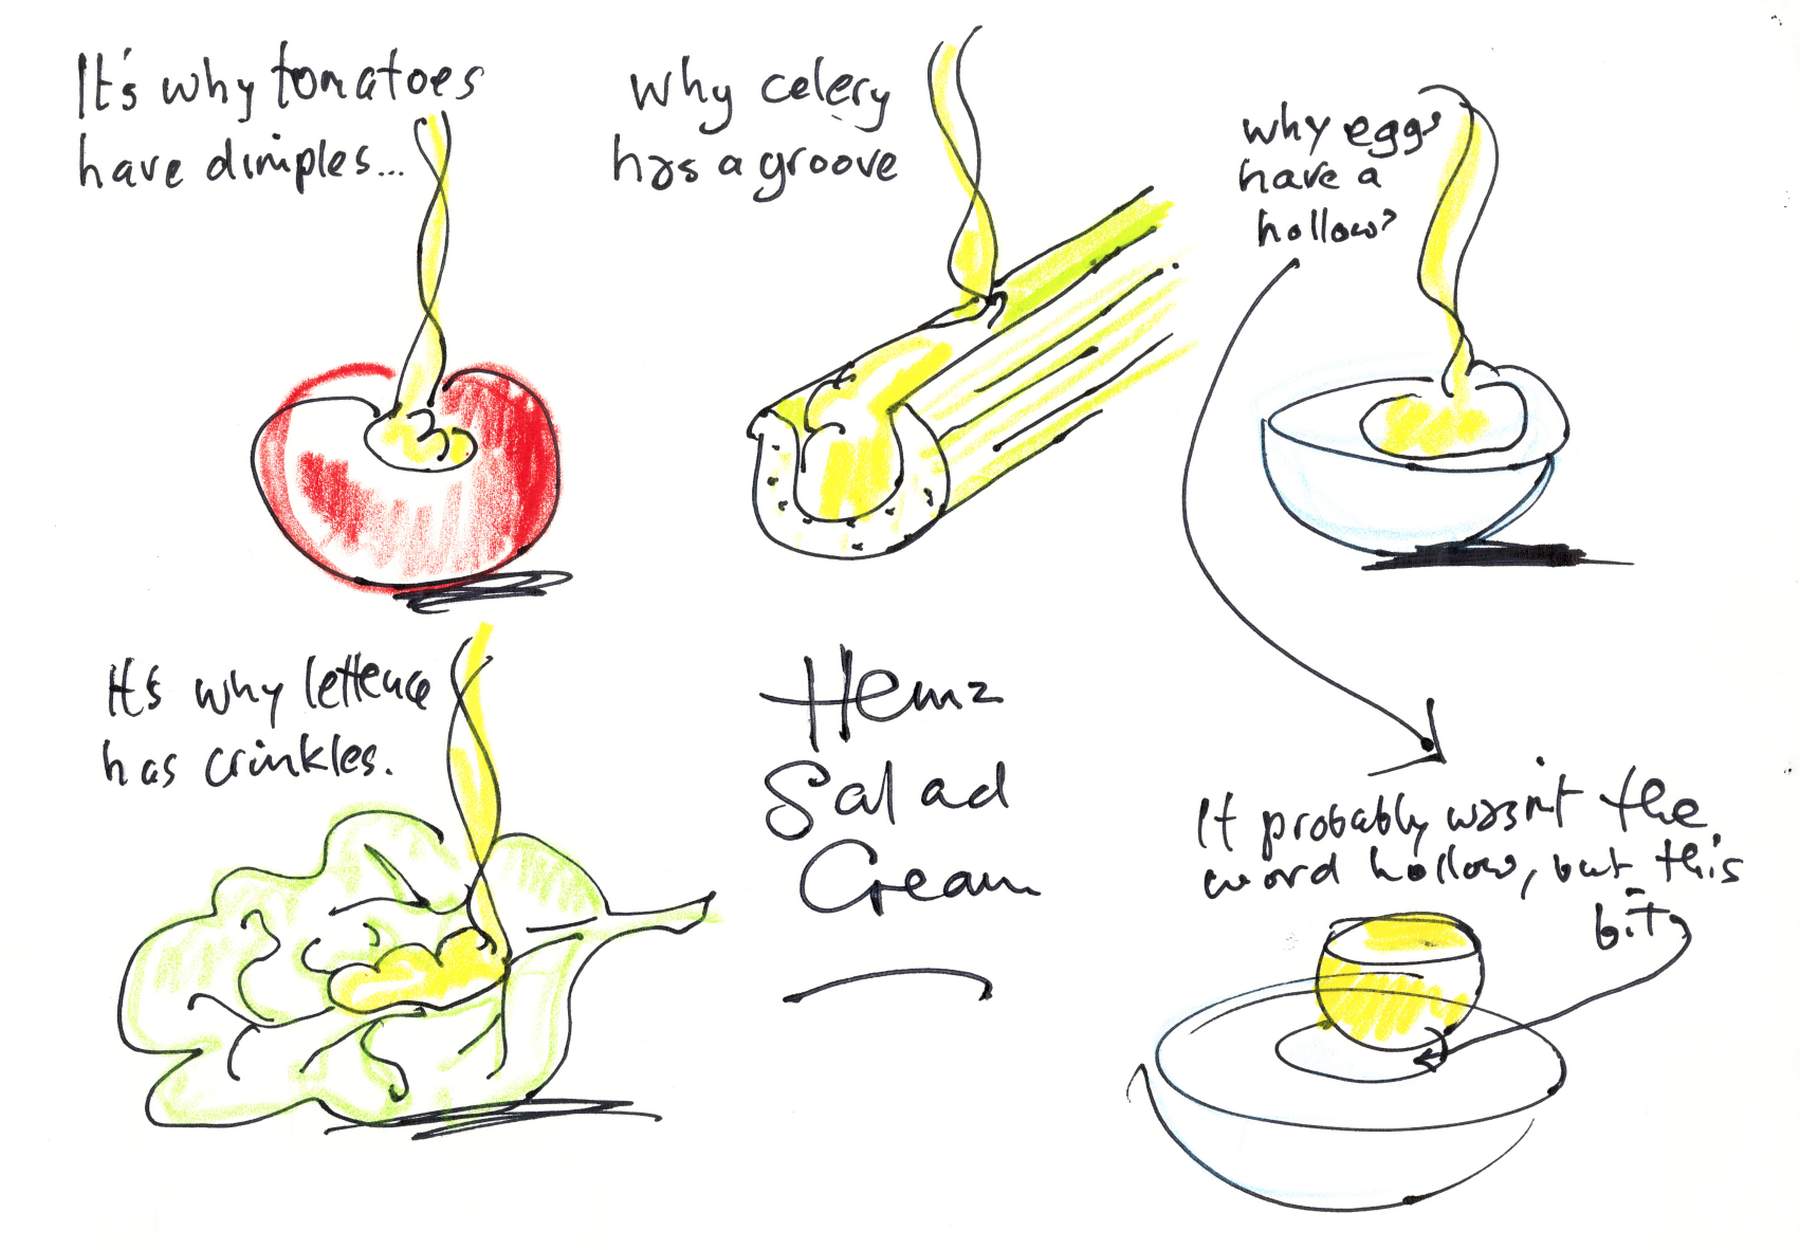 It's why tomatoes
have dimples...
why celery
has a groove
why eggs
have a
hollow?
It's why letteuce
has crinkles.
Heinz
Salad
Cream
It probably wasn't the
word hollow, but this
bit